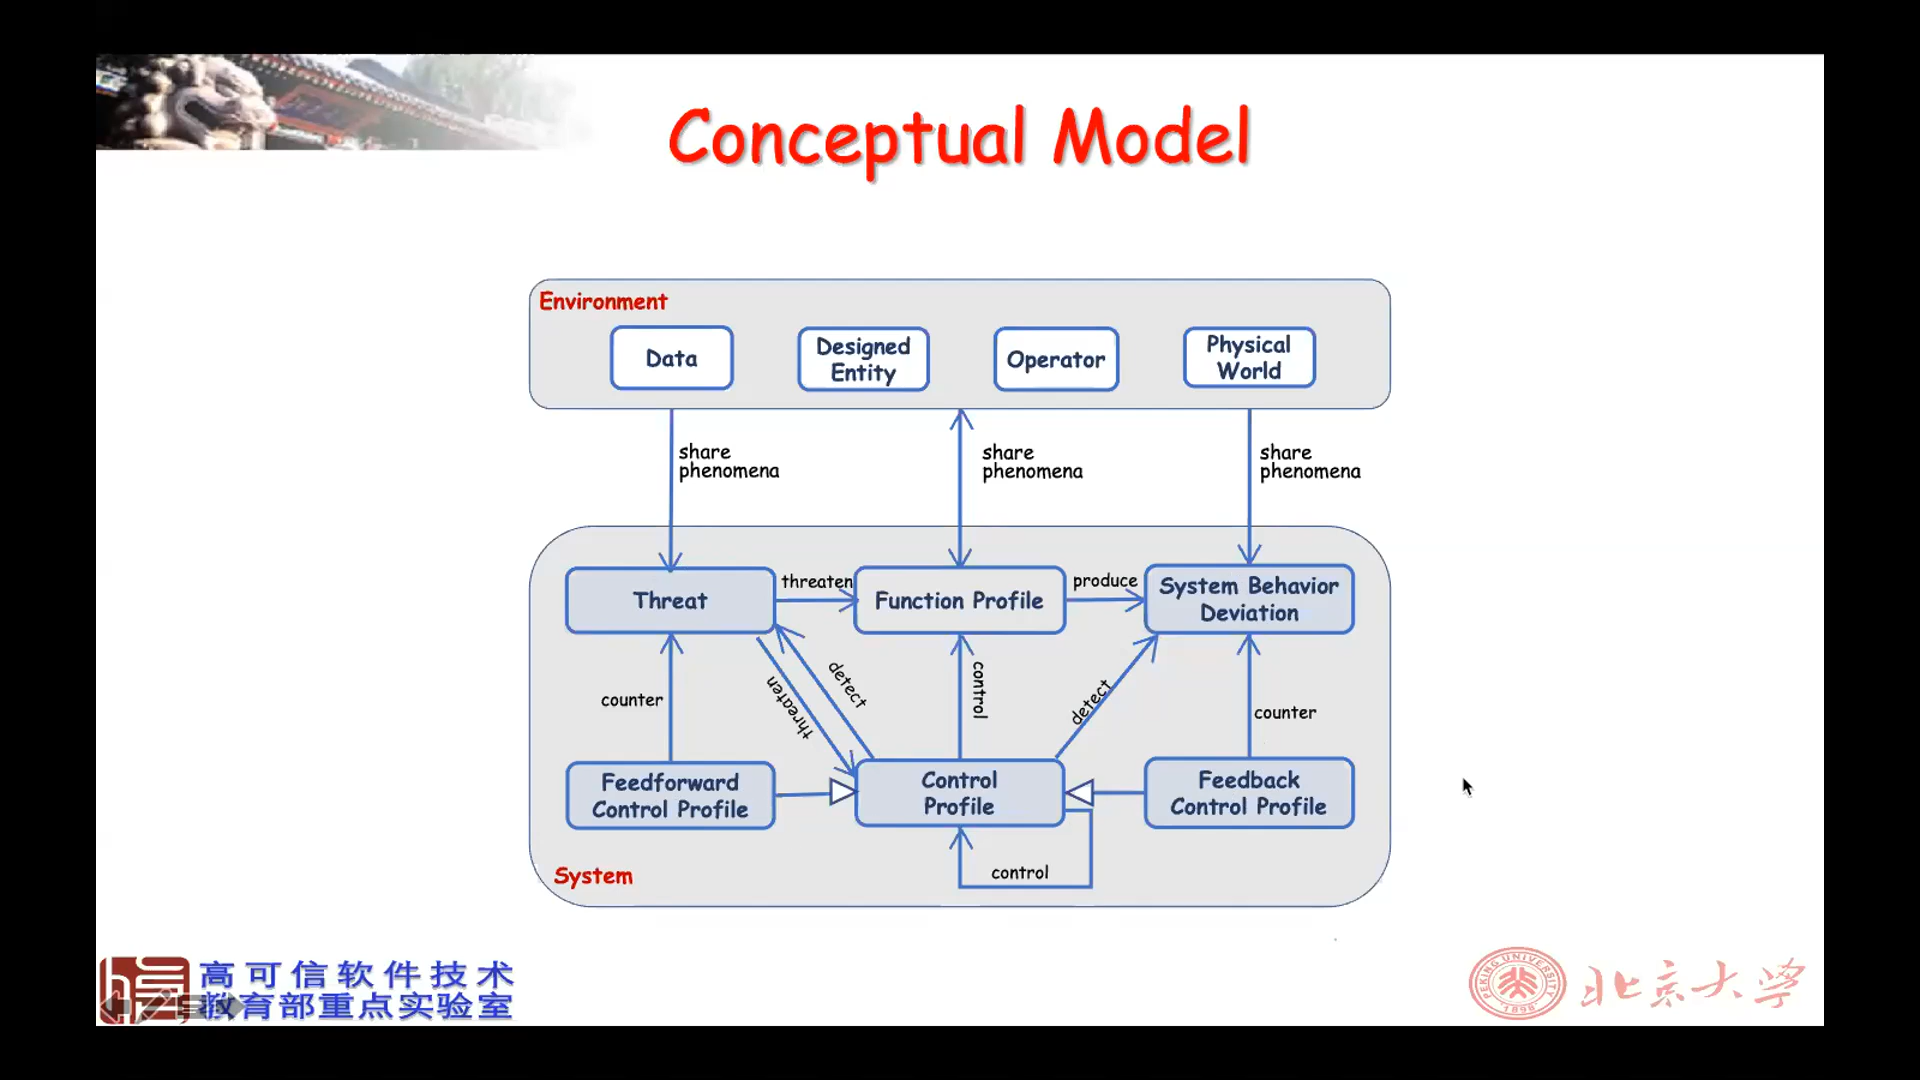 Conceptual Model
Environment
Data
Designed
Entity
Operator
Physical
World
share
phenomena
share
phenomena
share
phenomena
Threat
threaten
Function Profile
produce
System Behavior
Deviation
counter
threaten
detect
control
detect
counter
Feedforward
Control Profile
Control
Profile
Feedback
Control Profile
control
System
高可信软件技术
教育部重点实验室
PEKING UNIVERSITY
1898
北京大学